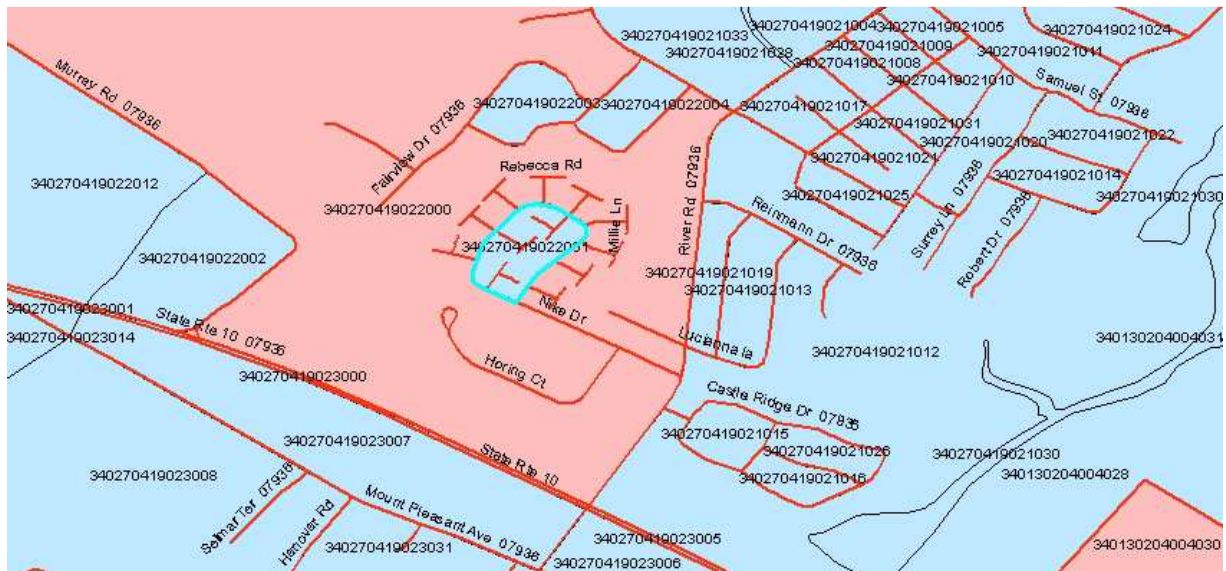 340270419021004
340270419021005
340270419021024
340270419021033
340270419021009
340270419021011
340270419021028
340270419021008
Murray Rd 07936
340270419021010
Samuel St 07936
340270419022003
340270419022004
340270419021017
Fairview Dr 07936
340270419021031
340270419021022
340270419021020
340270419021021
Rebecca Rd
340270419022012
340270419021014
340270419021025
340270419021030
340270419022000
River Rd 07936
Reinmann Dr 07936
Surrey Ln 07936
Robert Dr 07936
Millie Ln
340270419022002
340270419022001
340270419021019
340270419021013
340270419023001
State Rte 10 07936
Nike Dr
340270419023014
Lucianna la
340270419021012
340130204004031
Horing Ct
340270419023000
Castle Ridge Dr 07936
340270419021015
340270419023007
340270419021026
340270419021030
340270419023008
State Rte 10
340270419021016
340130204004028
Selmar Ter 07936
Hanover Rd
Mount Pleasant Ave 07936
340270419023005
340270419023031
340130204004030
340270419023006